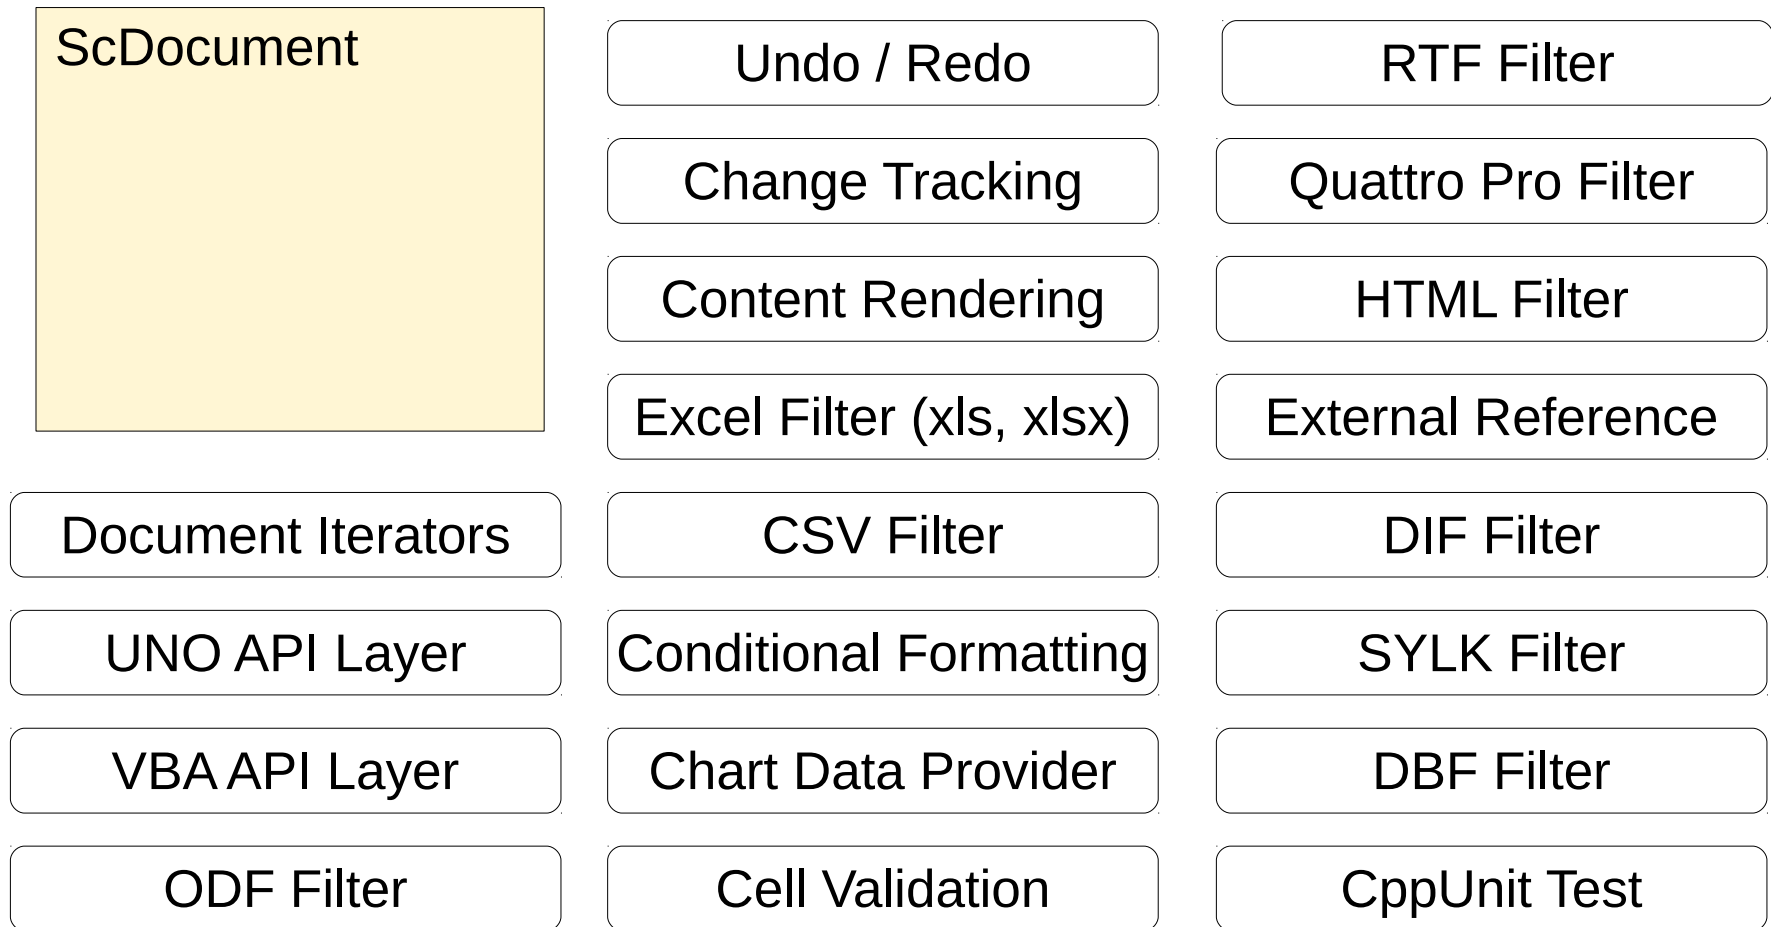 ScDocument
Document Iterators
UNO API Layer
VBA API Layer
ODF Filter
Undo / Redo
Change Tracking
Content Rendering
Excel Filter (xls, xlsx)
CSV Filter
Conditional Formatting
Chart Data Provider
Cell Validation
RTF Filter
Quattro Pro Filter
HTML Filter
External Reference
DIF Filter
SYLK Filter
DBF Filter
CppUnit Test